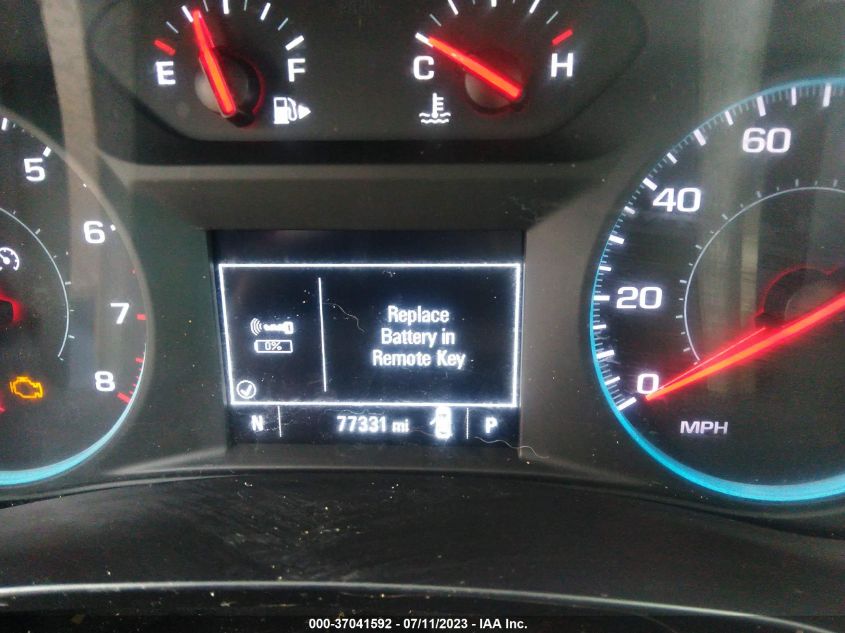 E F
C H
5
6
7
8
60
40
20
0
MPH
0%
Replace
Battery in
Remote Key
N 77331 mi P
000-37041592 - 07/11/2023 - IAA Inc.